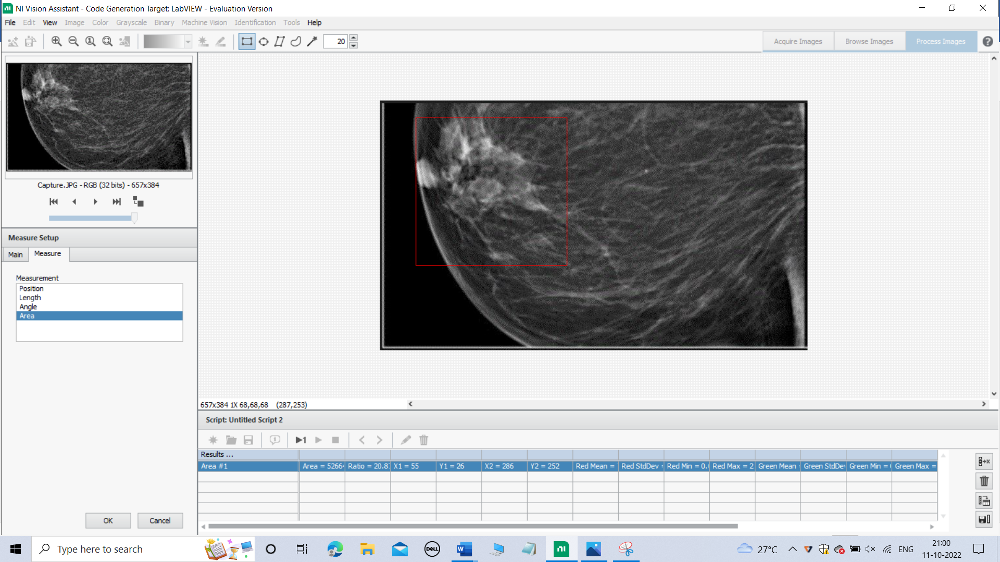 NI Vision Assistant - Code Generation Target: LabVIEW - Evaluation Version
File Edit View Image Color Grayscale Binary Machine Vision Identification Tools Help
20
Acquire Images Browse Images Process Images
Capture.JPG - RGB (32 bits) - 657x384
Measure Setup
Main Measure
Measurement
Position
Length
Angle
Area
OK Cancel
657x384 1X 68,68,68 (287,253)
Script: Untitled Script 2
Results ...
Area #1 Area = 5266 Ratio = 20.8 X1 = 55 Y1 = 26 X2 = 286 Y2 = 252 Red Mean = Red StdDev = Red Min = 0. Red Max = 2 Green Mean Green StdDev Green Min = Green Max =
Type here to search
DELL
27°C
ENG
21:00
11-10-2022